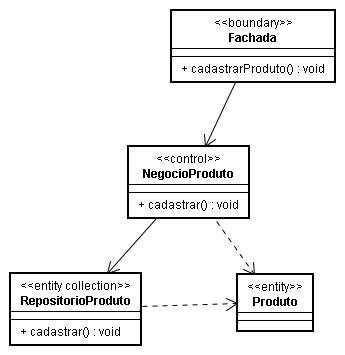 <<boundary>>
Fachada
+ cadastrarProduto() : void
<<control>>
NegocioProduto
+ cadastrar() : void
<<entity collection>>
RepositorioProduto
+ cadastrar() : void
<<entity>>
Produto